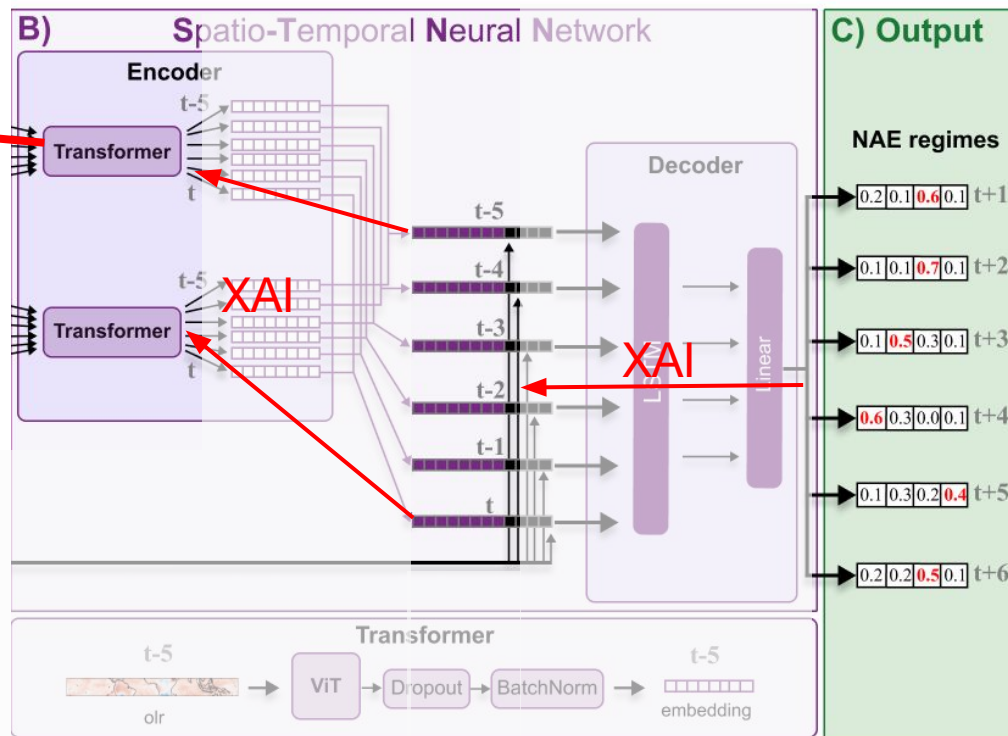 B) Spatio-Temporal Neural Network
Encoder
t-5
Transformer
t
t-5
XAI
Transformer
t
t-5
t-4
t-3
t-2
t-1
t
Decoder
LSTM
XAI
Linear
C) Output
NAE regimes
0.2 0.1 0.6 0.1 t+1
0.1 0.1 0.7 0.1 t+2
0.1 0.5 0.3 0.1 t+3
0.6 0.3 0.0 0.1 t+4
0.1 0.3 0.2 0.4 t+5
0.2 0.2 0.5 0.1 t+6
Transformer
t-5
olr
ViT
Dropout
BatchNorm
t-5
embedding